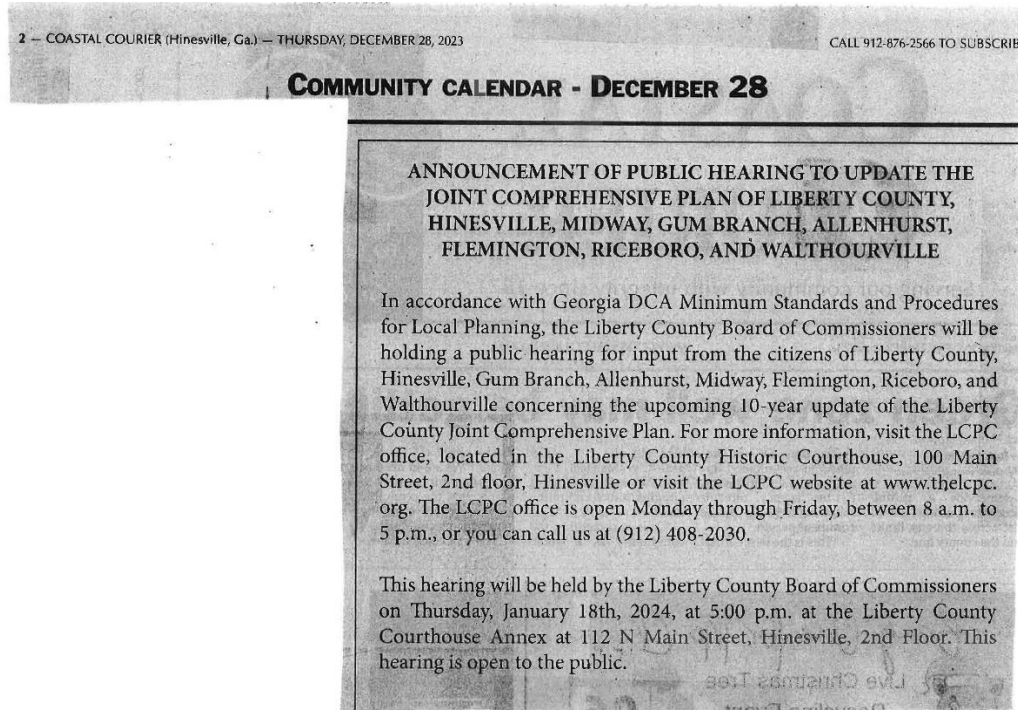 2 — COASTAL COURIER (Hinesville, Ga.) — THURSDAY, DECEMBER 28, 2023
CALL 912-876-2566 TO SUBSCRIB
COMMUNITY CALENDAR - DECEMBER 28
ANNOUNCEMENT OF PUBLIC HEARING TO UPDATE THE
JOINT COMPREHENSIVE PLAN OF LIBERTY COUNTY,
HINESVILLE, MIDWAY, GUM BRANCH, ALLENHURST,
FLEMINGTON, RICEBORO, AND WALTHOURVILLE
In accordance with Georgia DCA Minimum Standards and Procedures
for Local Planning, the Liberty County Board of Commissioners will be
holding a public hearing for input from the citizens of Liberty County,
Hinesville, Gum Branch, Allenhurst, Midway, Flemington, Riceboro, and
Walthourville concerning the upcoming 10-year update of the Liberty
County Joint Comprehensive Plan. For more information, visit the LCPC
office, located in the Liberty County Historic Courthouse, 100 Main
Street, 2nd floor, Hinesville or visit the LCPC website at www.thelcpc.
org. The LCPC office is open Monday through Friday, between 8 a.m. to
5 p.m., or you can call us at (912) 408-2030.
This hearing will be held by the Liberty County Board of Commissioners
on Thursday, January 18th, 2024, at 5:00 p.m. at the Liberty County
Courthouse Annex at 112 N Main Street, Hinesville, 2nd Floor. This
hearing is open to the public.
Live Christmas Tree